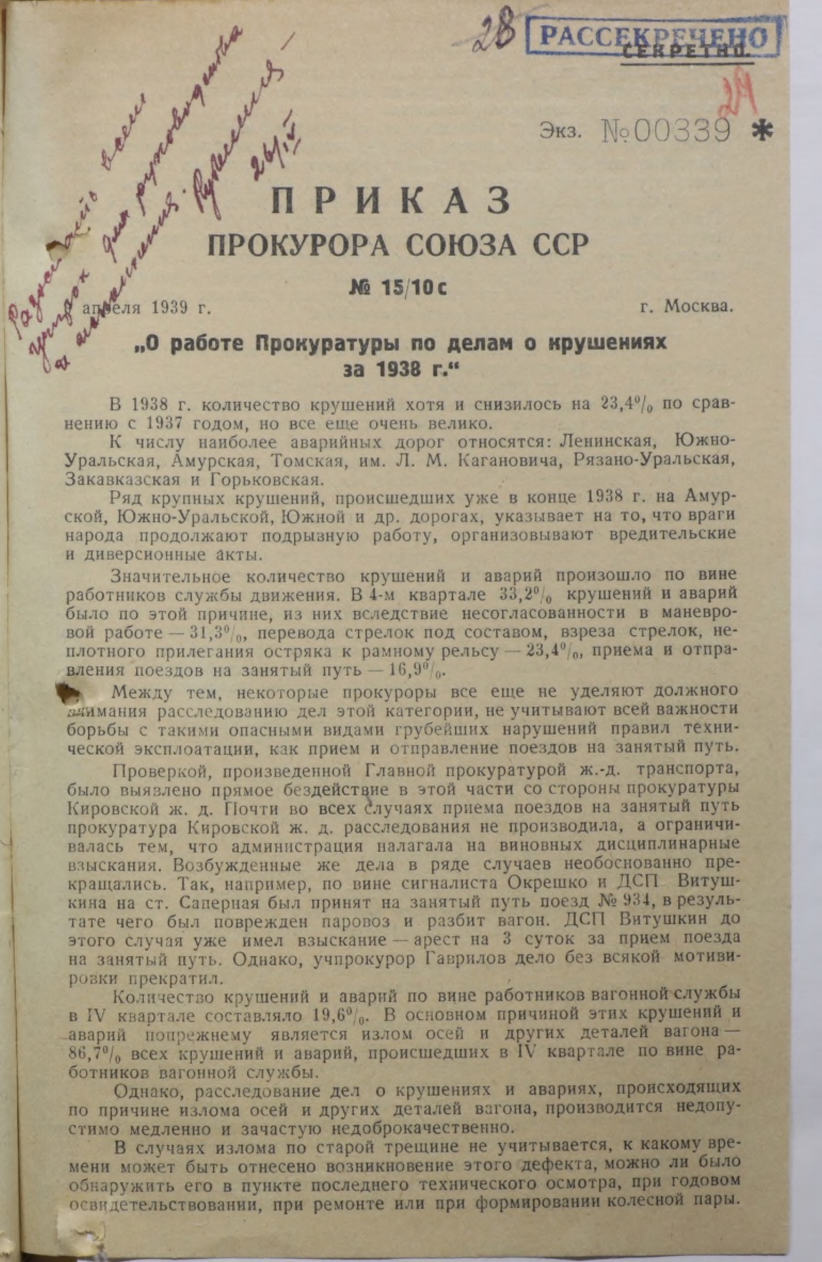 28
РАССЕКРЕЧЕНО
СЕКРЕТНО.
29
Экз. №00339 *
всем
для руководства
26/IV
ПРИКАЗ
ПРОКУРОРА СОЮЗА ССР
№ 15/10с
апреля 1939 г. г. Москва.
„О работе Прокуратуры по делам о крушениях
за 1938 г.“
В 1938 г. количество крушений хотя и снизилось на 23,4% по срав-
нению с 1937 годом, но все еще очень велико.
К числу наиболее аварийных дорог относятся: Ленинская, Южно-
Уральская, Амурская, Томская, им. Л. М. Кагановича, Рязано-Уральская,
Закавказская и Горьковская.
Ряд крупных крушений, происшедших уже в конце 1938 г. на Амур-
ской, Южно-Уральской, Южной и др. дорогах, указывает на то, что враги
народа продолжают подрывную работу, организовывают вредительские
и диверсионные акты.
Значительное количество крушений и аварий произошло по вине
работников службы движения. В 4-м квартале 33,2% крушений и аварий
было по этой причине, из них вследствие несогласованности в маневро-
вой работе — 31,3%, перевода стрелок под составом, взреза стрелок, не-
плотного прилегания остряка к рамному рельсу — 23,4%, приема и отпра-
вления поездов на занятый путь — 16,9%.
Между тем, некоторые прокуроры все еще не уделяют должного
внимания расследованию дел этой категории, не учитывают всей важности
борьбы с такими опасными видами грубейших нарушений правил техни-
ческой эксплоатации, как прием и отправление поездов на занятый путь.
Проверкой, произведенной Главной прокуратурой ж.-д. транспорта,
было выявлено прямое бездействие в этой части со стороны прокуратуры
Кировской ж. д. Почти во всех случаях приема поездов на занятый путь
прокуратура Кировской ж. д. расследования не производила, а ограничи-
валась тем, что администрация налагала на виновных дисциплинарные
взыскания. Возбужденные же дела в ряде случаев необоснованно пре-
кращались. Так, например, по вине сигналиста Окрешко и ДСП Витуш-
кина на ст. Саперная был принят на занятый путь поезд № 934, в резуль-
тате чего был поврежден паровоз и разбит вагон. ДСП Витушкин до
этого случая уже имел взыскание — арест на 3 суток за прием поезда
на занятый путь. Однако, учпрокурор Гаврилов дело без всякой мотиви-
ровки прекратил.
Количество крушений и аварий по вине работников вагонной службы
в IV квартале составляло 19,6%. В основном причиной этих крушений и
аварий попрежнему является излом осей и других деталей вагона —
86,7% всех крушений и аварий, происшедших в IV квартале по вине ра-
ботников вагонной службы.
Однако, расследование дел о крушениях и авариях, происходящих
по причине излома осей и других деталей вагона, производится недопу-
стимо медленно и зачастую недоброкачественно.
В случаях излома по старой трещине не учитывается, к какому вре-
мени может быть отнесено возникновение этого дефекта, можно ли было
обнаружить его в пункте последнего технического осмотра, при годовом
освидетельствовании, при ремонте или при формировании колесной пары.